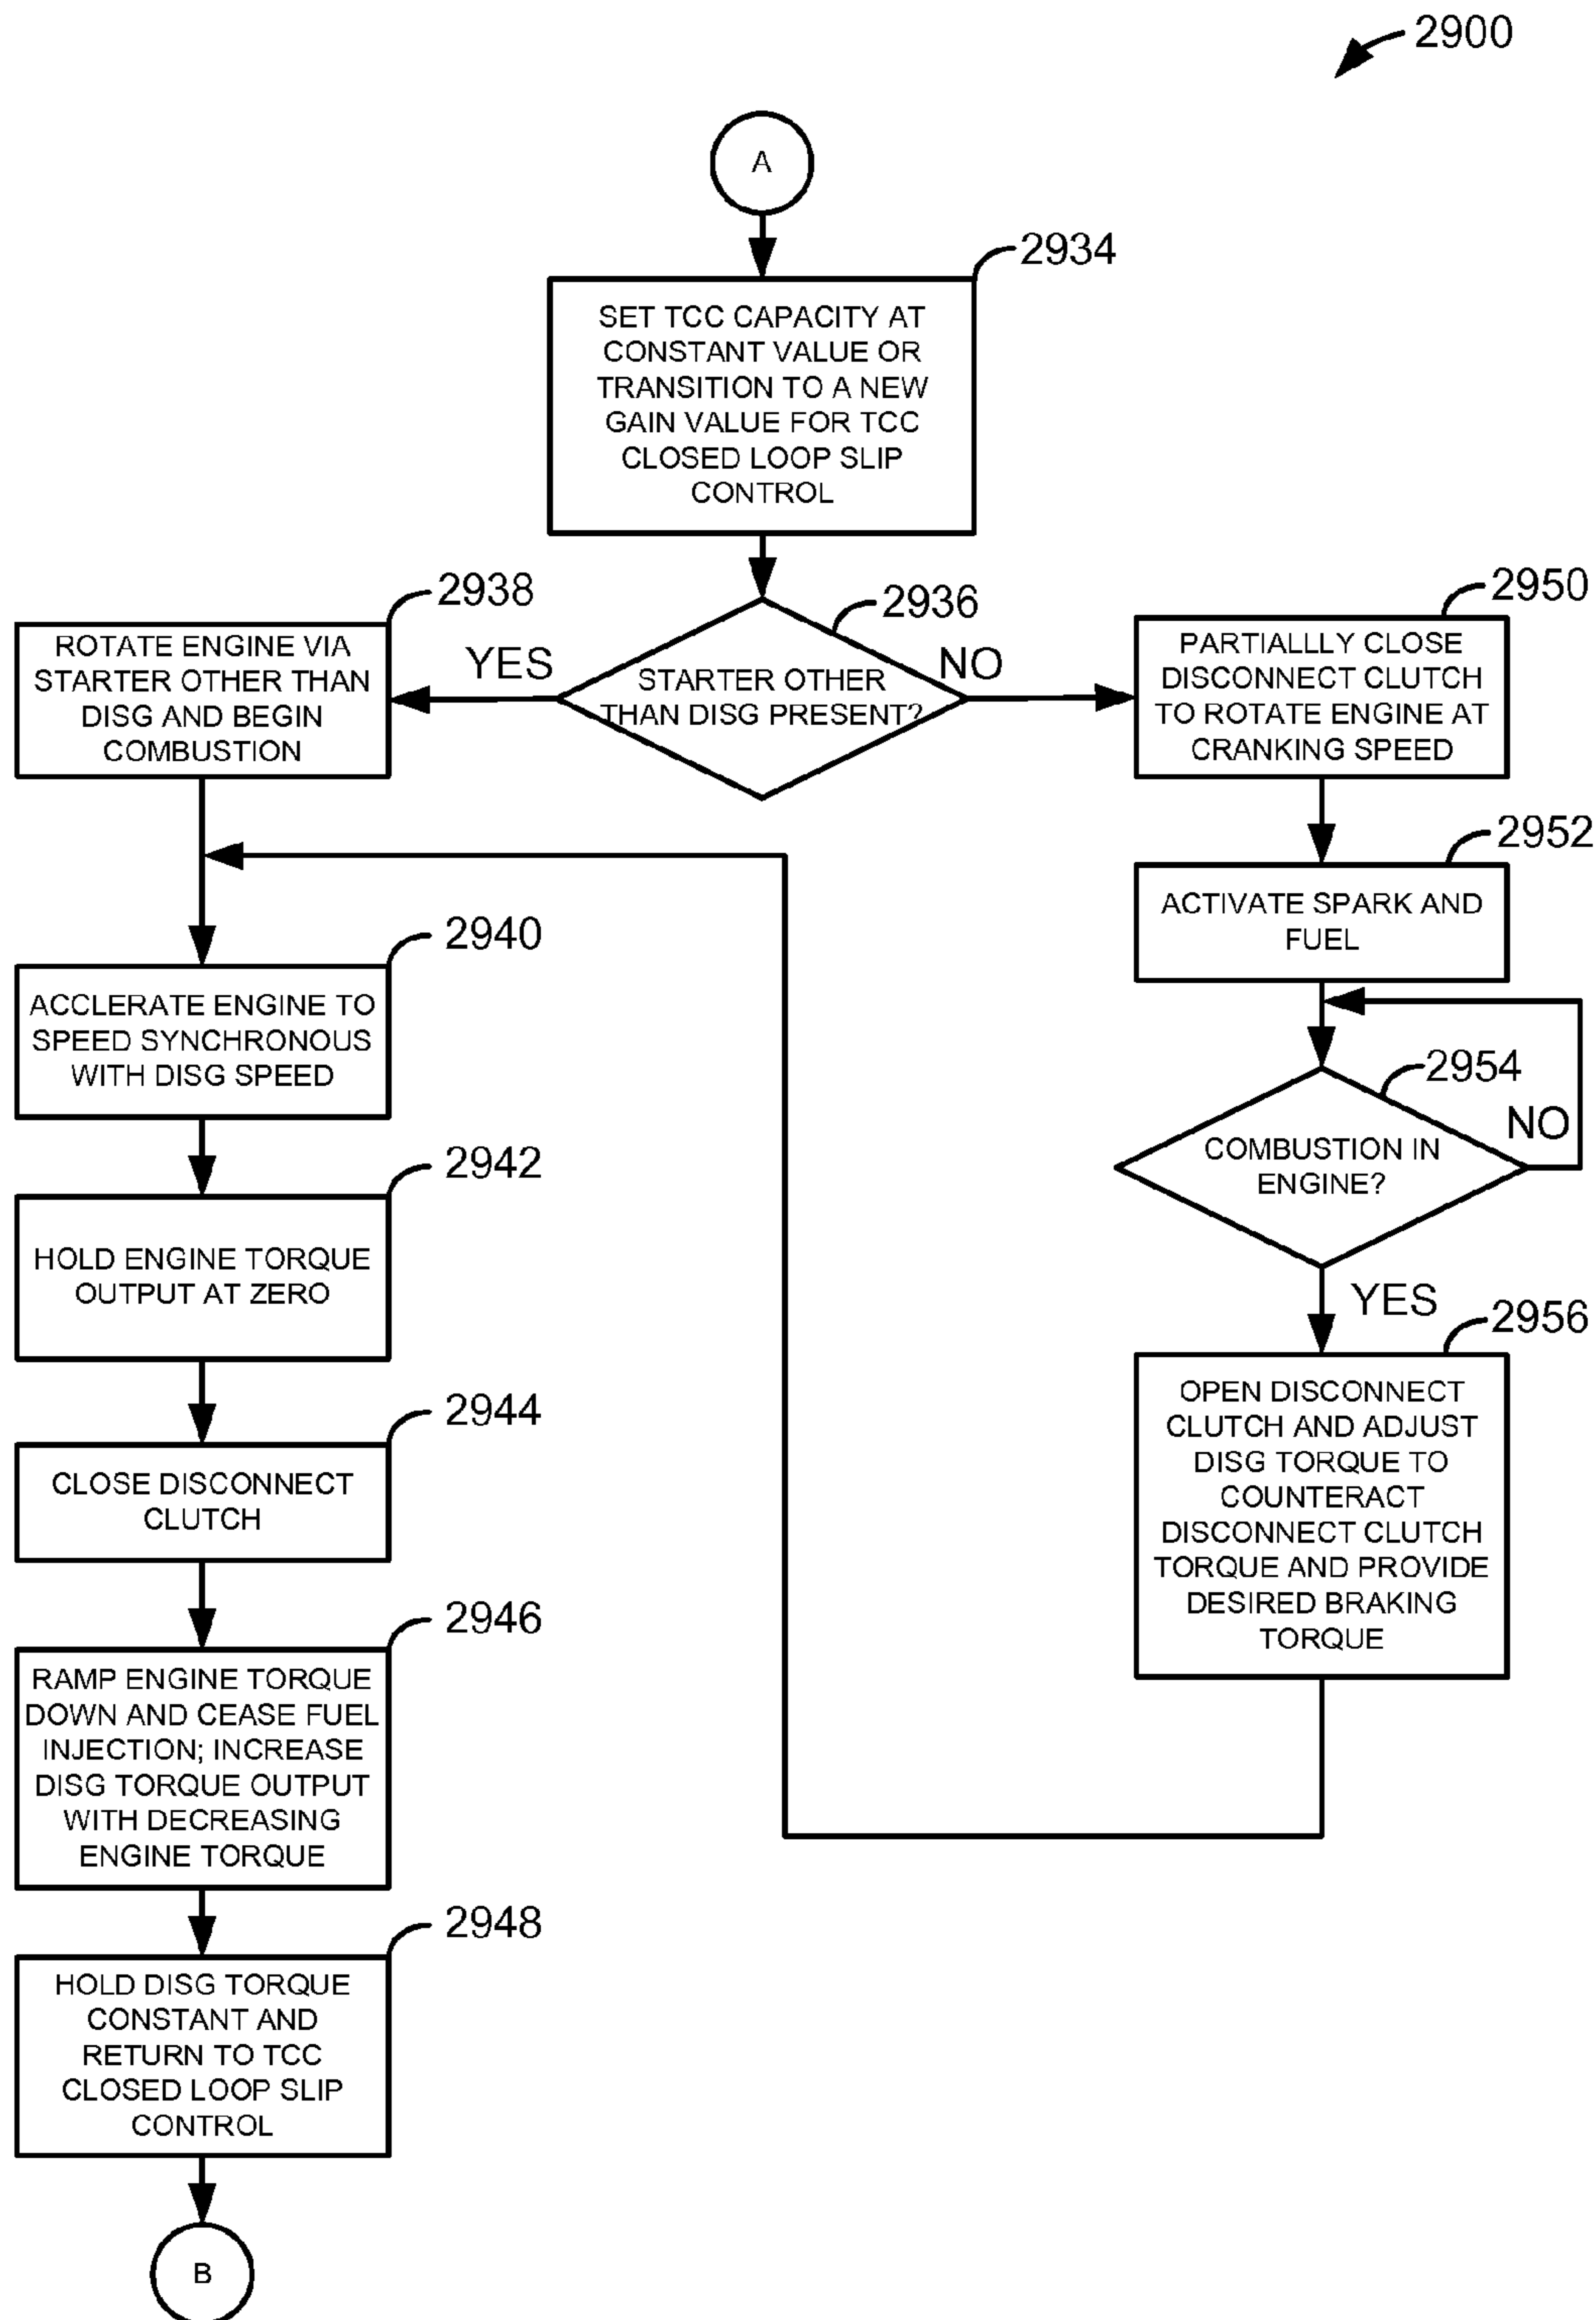 2900
A
2934
SET TCC CAPACITY AT
CONSTANT VALUE OR
TRANSITION TO A NEW
GAIN VALUE FOR TCC
CLOSED LOOP SLIP
CONTROL
2936
STARTER OTHER
THAN DISG PRESENT?
YES
NO
2938
ROTATE ENGINE VIA
STARTER OTHER THAN
DISG AND BEGIN
COMBUSTION
2940
ACCLERATE ENGINE TO
SPEED SYNCHRONOUS
WITH DISG SPEED
2942
HOLD ENGINE TORQUE
OUTPUT AT ZERO
2944
CLOSE DISCONNECT
CLUTCH
2946
RAMP ENGINE TORQUE
DOWN AND CEASE FUEL
INJECTION; INCREASE
DISG TORQUE OUTPUT
WITH DECREASING
ENGINE TORQUE
2948
HOLD DISG TORQUE
CONSTANT AND
RETURN TO TCC
CLOSED LOOP SLIP
CONTROL
B
2950
PARTIALLLY CLOSE
DISCONNECT CLUTCH
TO ROTATE ENGINE AT
CRANKING SPEED
2952
ACTIVATE SPARK AND
FUEL
2954
COMBUSTION IN
ENGINE?
NO
YES
2956
OPEN DISCONNECT
CLUTCH AND ADJUST
DISG TORQUE TO
COUNTERACT
DISCONNECT CLUTCH
TORQUE AND PROVIDE
DESIRED BRAKING
TORQUE